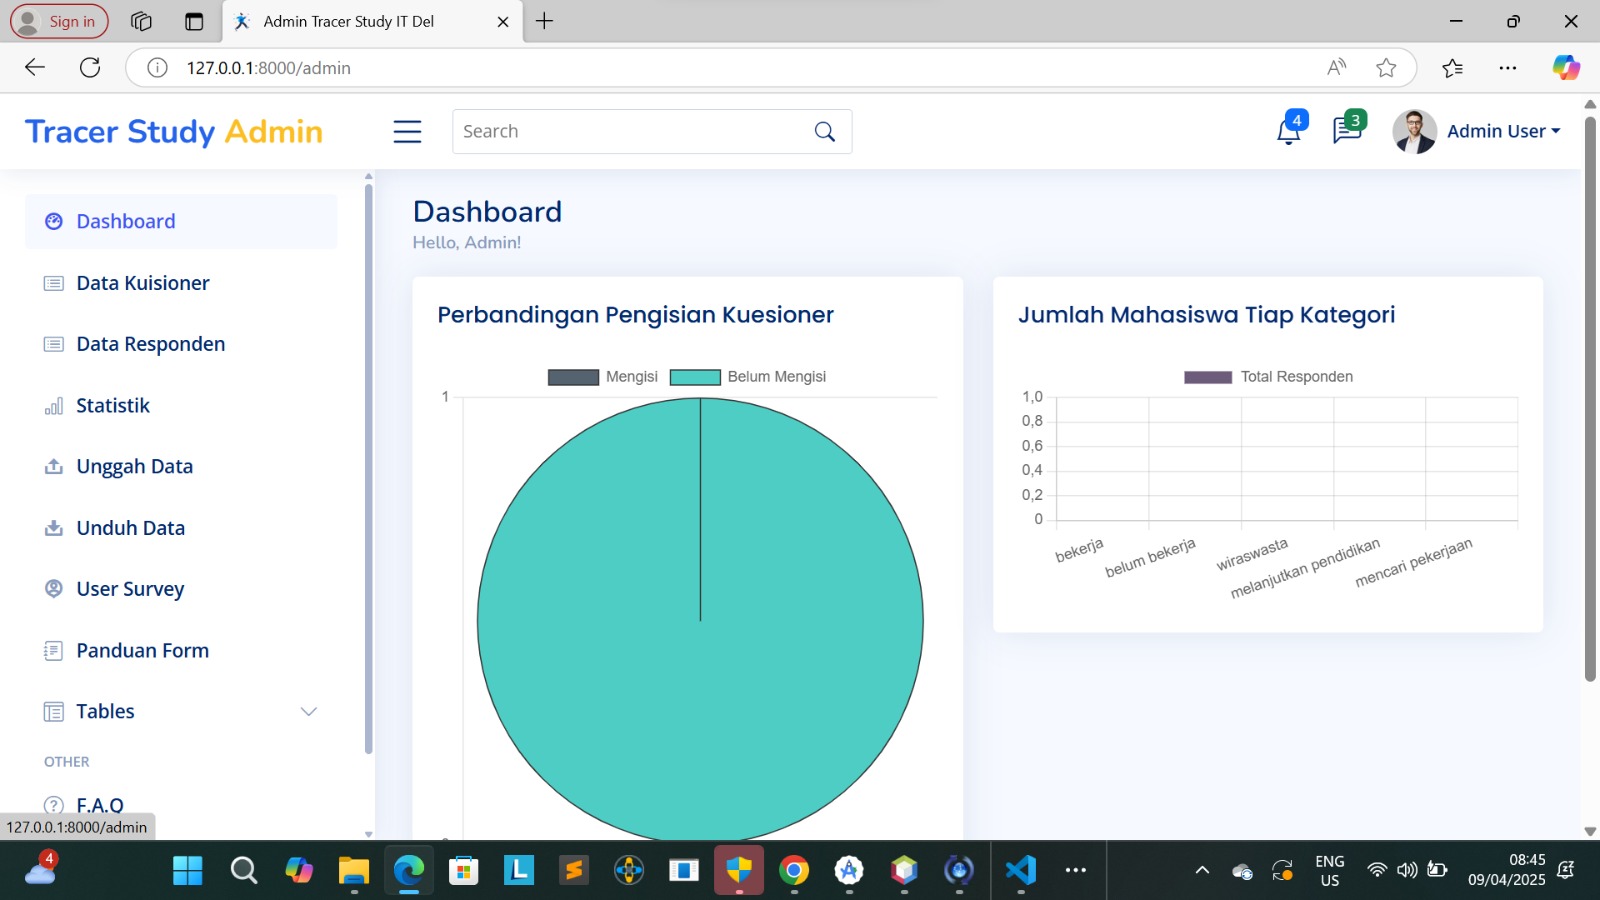 Sign in
Admin Tracer Study IT Del
127.0.0.1:8000/admin
Tracer Study Admin
Search
4
3
Admin User
Dashboard
Data Kuisioner
Data Responden
Statistik
Unggah Data
Unduh Data
User Survey
Panduan Form
Tables
OTHER
F.A.Q
127.0.0.1:8000/admin
Dashboard
Hello, Admin!
Perbandingan Pengisian Kuesioner
Mengisi Belum Mengisi
1
Jumlah Mahasiswa Tiap Kategori
Total Responden
1,0
0,8
0,6
0,4
0,2
0
bekerja
belum bekerja
wiraswasta
melanjutkan pendidikan
mencari pekerjaan
4
L
ENG
US
08:45
09/04/2025